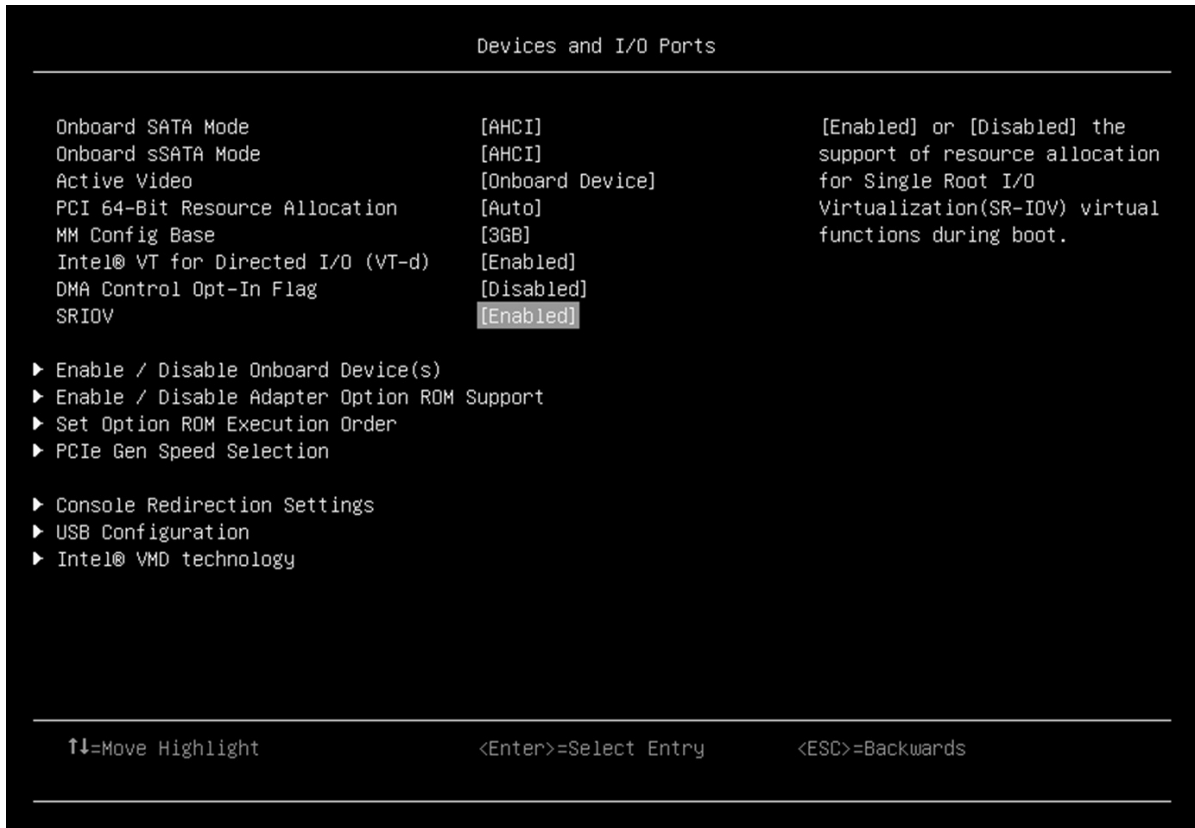 Devices and I/O Ports
Onboard SATA Mode [AHCI]
Onboard sSATA Mode [AHCI]
Active Video [Onboard Device]
PCI 64-Bit Resource Allocation [Auto]
MM Config Base [3GB]
Intel® VT for Directed I/O (VT-d) [Enabled]
DMA Control Opt-In Flag [Disabled]
SRIOV [Enabled]
[Enabled] or [Disabled] the
support of resource allocation
for Single Root I/O
Virtualization(SR-IOV) virtual
functions during boot.
▶ Enable / Disable Onboard Device(s)
▶ Enable / Disable Adapter Option ROM Support
▶ Set Option ROM Execution Order
▶ PCIe Gen Speed Selection
▶ Console Redirection Settings
▶ USB Configuration
▶ Intel® VMD technology
↑↓=Move Highlight <Enter>=Select Entry <ESC>=Backwards